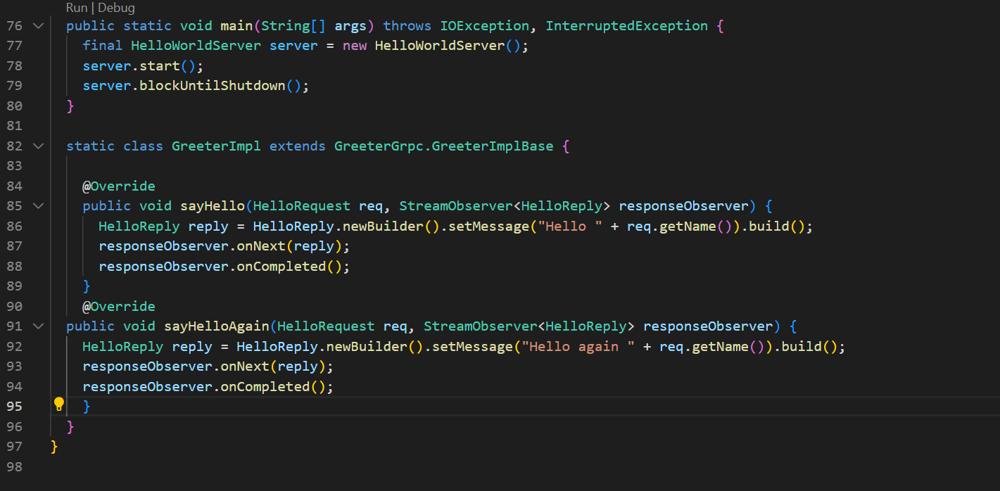 Run | Debug
76 public static void main(String[] args) throws IOException, InterruptedException {
77 final HelloWorldServer server = new HelloWorldServer();
78 server.start();
79 server.blockUntilShutdown();
80 }
81
82 static class GreeterImpl extends GreeterGrpc.GreeterImplBase {
83
84 @Override
85 public void sayHello(HelloRequest req, StreamObserver<HelloReply> responseObserver) {
86 HelloReply reply = HelloReply.newBuilder().setMessage("Hello " + req.getName()).build();
87 responseObserver.onNext(reply);
88 responseObserver.onCompleted();
89 }
90 @Override
91 public void sayHelloAgain(HelloRequest req, StreamObserver<HelloReply> responseObserver) {
92 HelloReply reply = HelloReply.newBuilder().setMessage("Hello again " + req.getName()).build();
93 responseObserver.onNext(reply);
94 responseObserver.onCompleted();
95 }
96 }
97 }
98